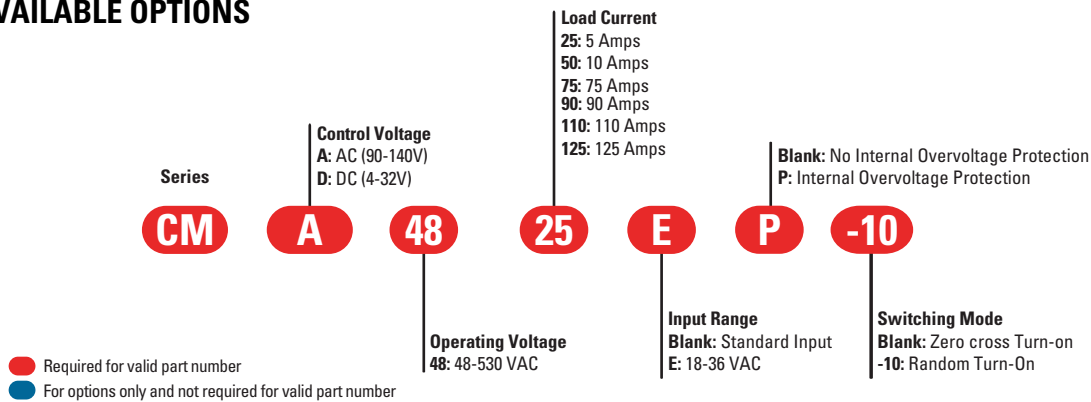 VAILABLE OPTIONS
Load Current
25: 5 Amps
50: 10 Amps
75: 75 Amps
90: 90 Amps
110: 110 Amps
125: 125 Amps
Control Voltage
A: AC (90-140V)
D: DC (4-32V)
Blank: No Internal Overvoltage Protection
P: Internal Overvoltage Protection
Series
CM A 48 25 E P -10
Operating Voltage
48: 48-530 VAC
Input Range
Blank: Standard Input
E: 18-36 VAC
Switching Mode
Blank: Zero cross Turn-on
-10: Random Turn-On
Required for valid part number
For options only and not required for valid part number